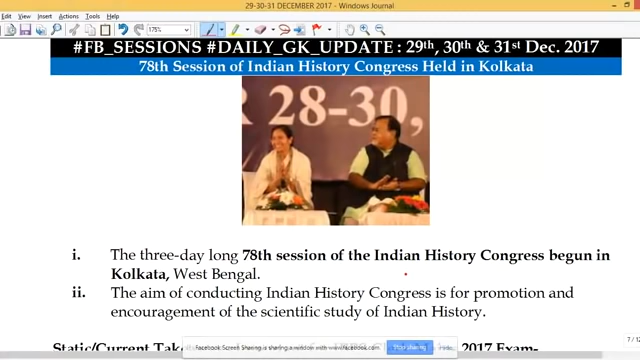 29-30-31 DECEMBER 2017 - Windows Journal
File Edit View Insert Actions Tools Help
175%
#FB_SESSIONS #DAILY_GK_UPDATE : 29th, 30th & 31st Dec. 2017
78th Session of Indian History Congress Held in Kolkata
R 28-30,
i. The three-day long 78th session of the Indian History Congress begun in
Kolkata, West Bengal.
ii. The aim of conducting Indian History Congress is for promotion and
encouragement of the scientific study of Indian History.
7 / 12
Static/Current 2017 Exam-
Facebook Screen Sharing is sharing a window with www.facebook.com. Stop sharing Hide